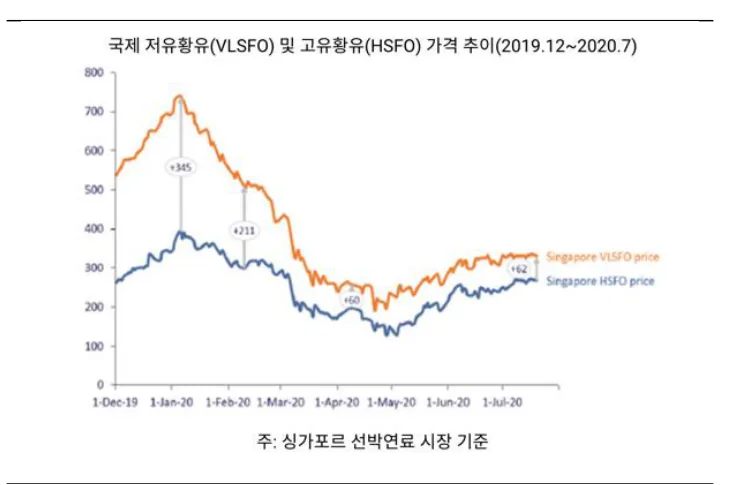 국제 저유황유(VLSFO) 및 고유황유(HSFO) 가격 추이(2019.12~2020.7)
800
700
600
500
400
300
200
100
0
+345
+211
+60
+62
Singapore VLSFO price
Singapore HSFO price
1-Dec-19 1-Jan-20 1-Feb-20 1-Mar-20 1-Apr-20 1-May-20 1-Jun-20 1-Jul-20
주: 싱가포르 선박연료 시장 기준